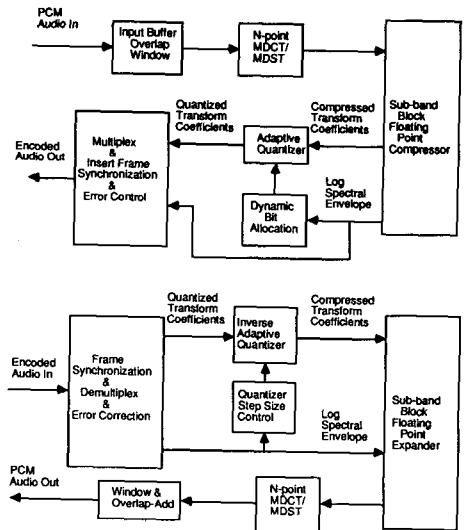 PCM
Audio In
Input Buffer
Overlap
Window
N-point
MDCT/
MDST
Sub-band
Block
Floating
Point
Compressor
Quantized
Transform
Coefficients
Compressed
Transform
Coefficients
Encoded
Audio Out
Multiplex
&
Insert Frame
Synchronization
&
Error Control
Adaptive
Quantizer
Dynamic
Bit
Allocation
Log
Spectral
Envelope
Quantized
Transform
Coefficients
Compressed
Transform
Coefficients
Inverse
Adaptive
Quantizer
Encoded
Audio In
Frame
Synchronization
&
Demultiplex
&
Error Correction
Quantizer
Step Size
Control
Log
Spectral
Envelope
Sub-band
Block
Floating
Point
Expander
PCM
Audio Out
Window &
Overlap-Add
N-point
MDCT/
MDST